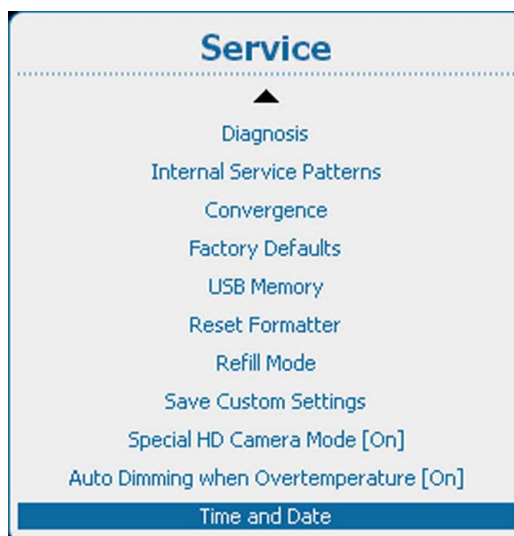 Service
Diagnosis
Internal Service Patterns
Convergence
Factory Defaults
USB Memory
Reset Formatter
Refill Mode
Save Custom Settings
Special HD Camera Mode [On]
Auto Dimming when Overtemperature [On]
Time and Date